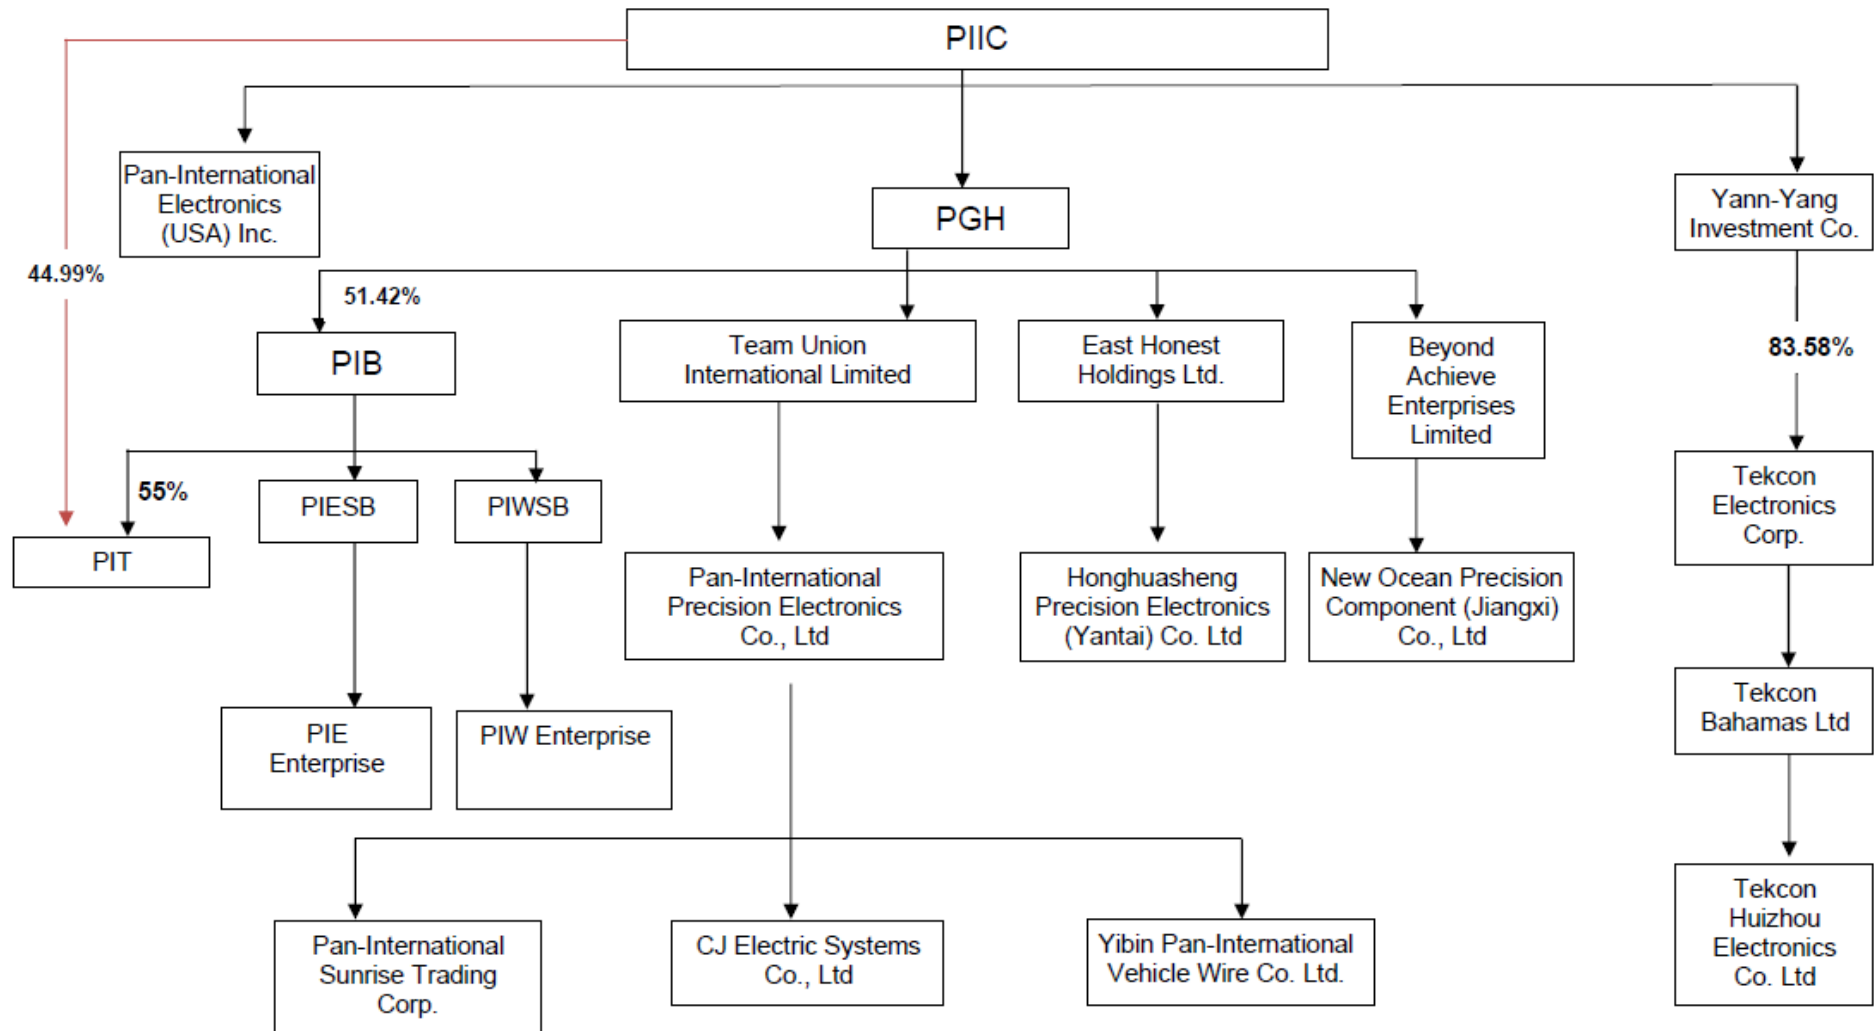 PIIC
Pan-International
Electronics
(USA) Inc.
PGH
Yann-Yang
Investment Co.
44.99%
51.42%
PIB
Team Union
International Limited
East Honest
Holdings Ltd.
Beyond
Achieve
Enterprises
Limited
83.58%
55%
PIT
PIESB
PIWSB
Tekcon
Electronics
Corp.
Pan-International
Precision Electronics
Co., Ltd
Honghuasheng
Precision Electronics
(Yantai) Co. Ltd
New Ocean Precision
Component (Jiangxi)
Co., Ltd
PIE
Enterprise
PIW Enterprise
Tekcon
Bahamas Ltd
Pan-International
Sunrise Trading
Corp.
CJ Electric Systems
Co., Ltd
Yibin Pan-International
Vehicle Wire Co. Ltd.
Tekcon
Huizhou
Electronics
Co. Ltd